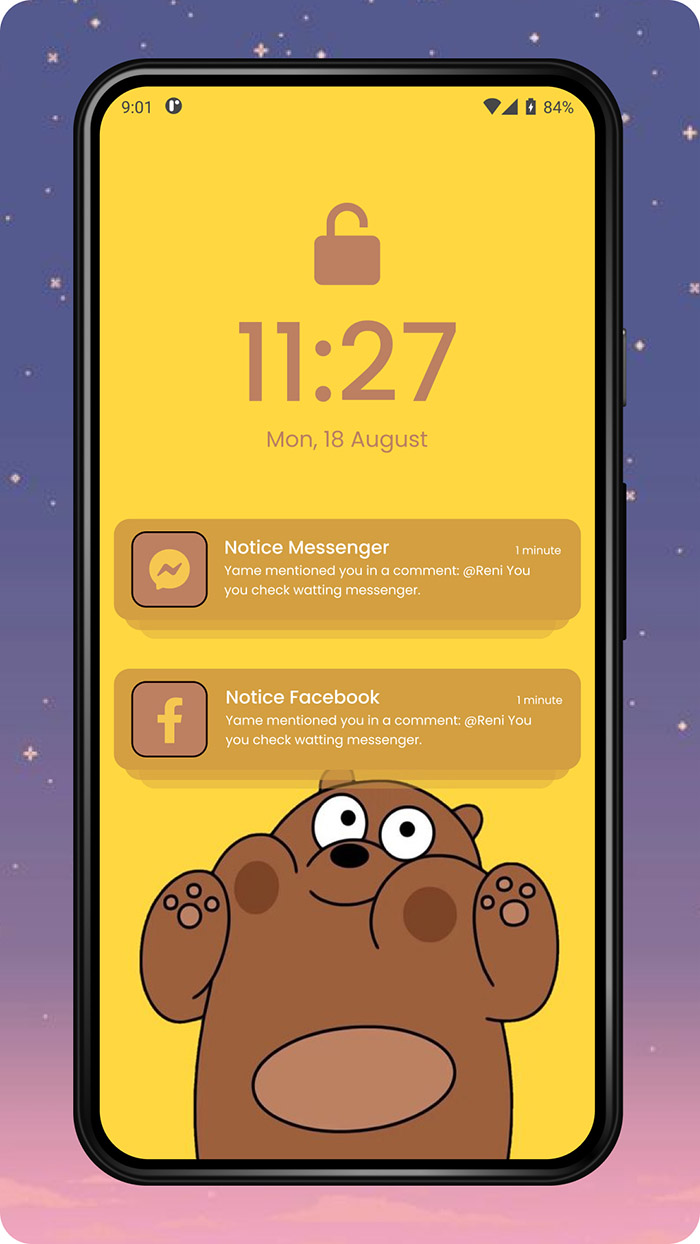 9:01
84%
11:27
Mon, 18 August
Notice Messenger
1 minute
Yame mentioned you in a comment: @Reni You
you check watting messenger.
Notice Facebook
1 minute
Yame mentioned you in a comment: @Reni You
you check watting messenger.